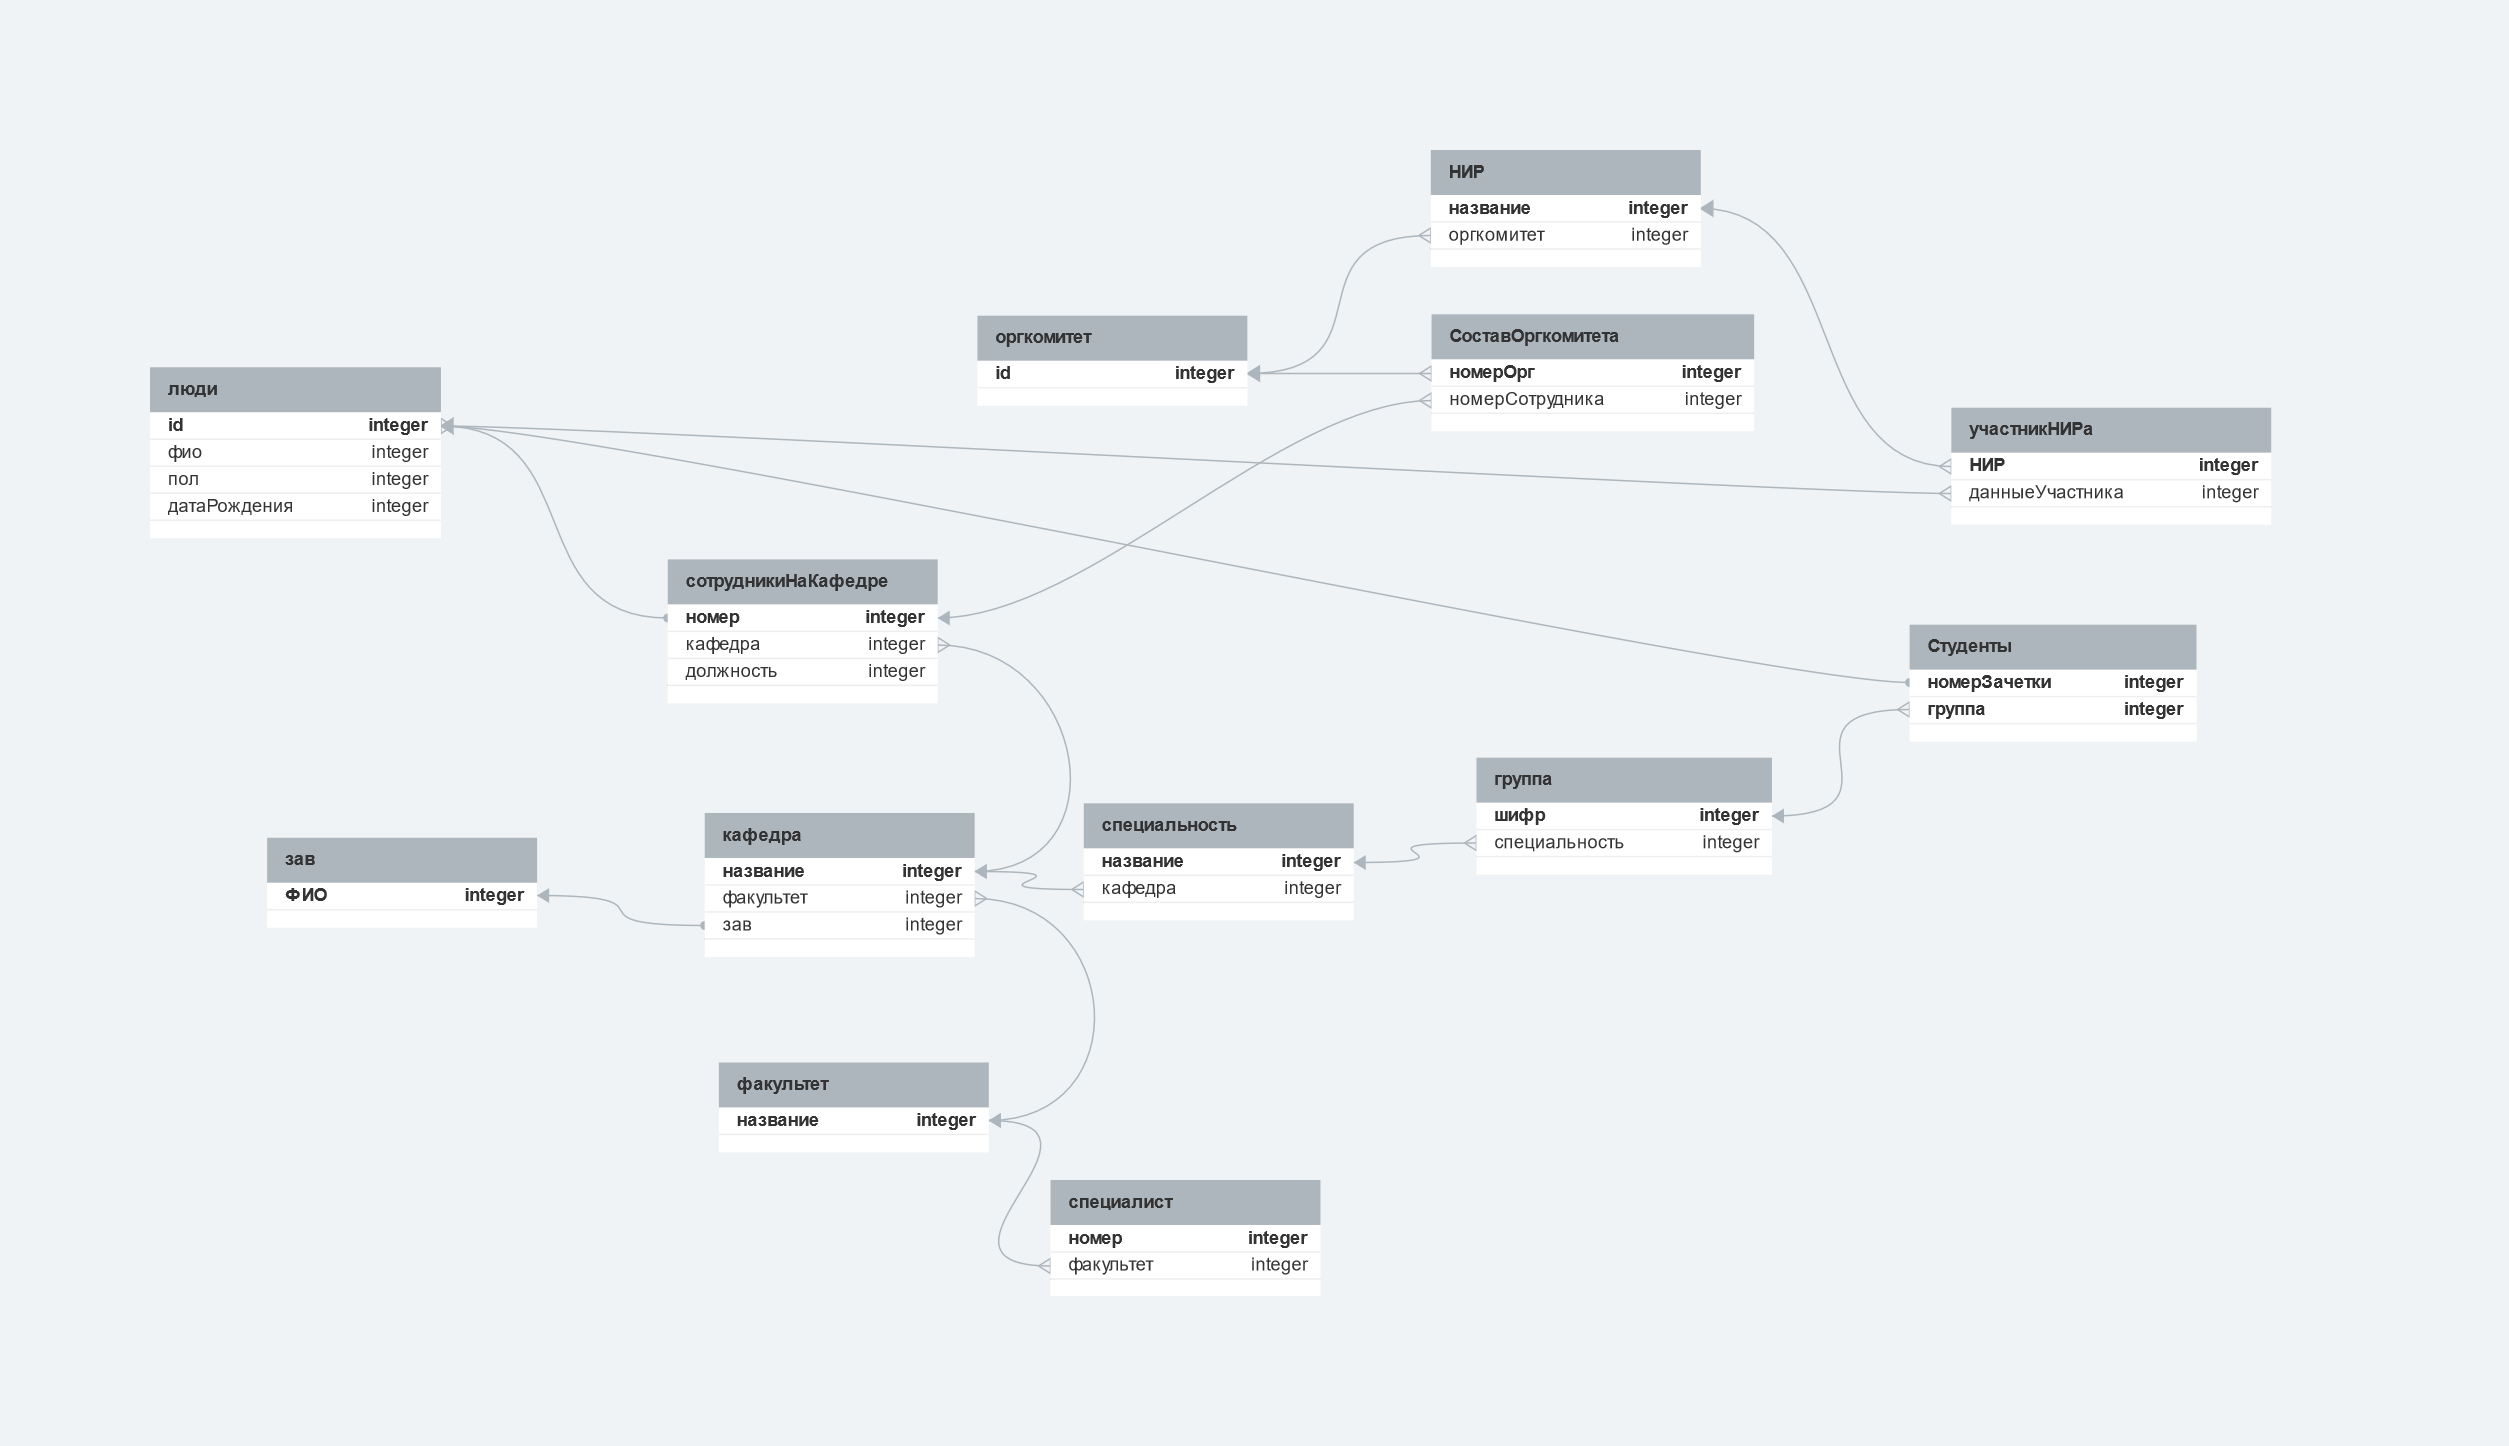 НИР
название integer
оргкомитет integer
оргкомитет
id integer
СоставОргкомитета
номерОрг integer
номерСотрудника integer
люди
id integer
фио integer
пол integer
датаРождения integer
участникНИРа
НИР integer
данныеУчастника integer
сотрудникиНаКафедре
номер integer
кафедра integer
должность integer
Студенты
номерЗачетки integer
группа integer
группа
шифр integer
специальность integer
специальность
название integer
кафедра integer
кафедра
название integer
факультет integer
зав integer
зав
ФИО integer
факультет
название integer
специалист
номер integer
факультет integer